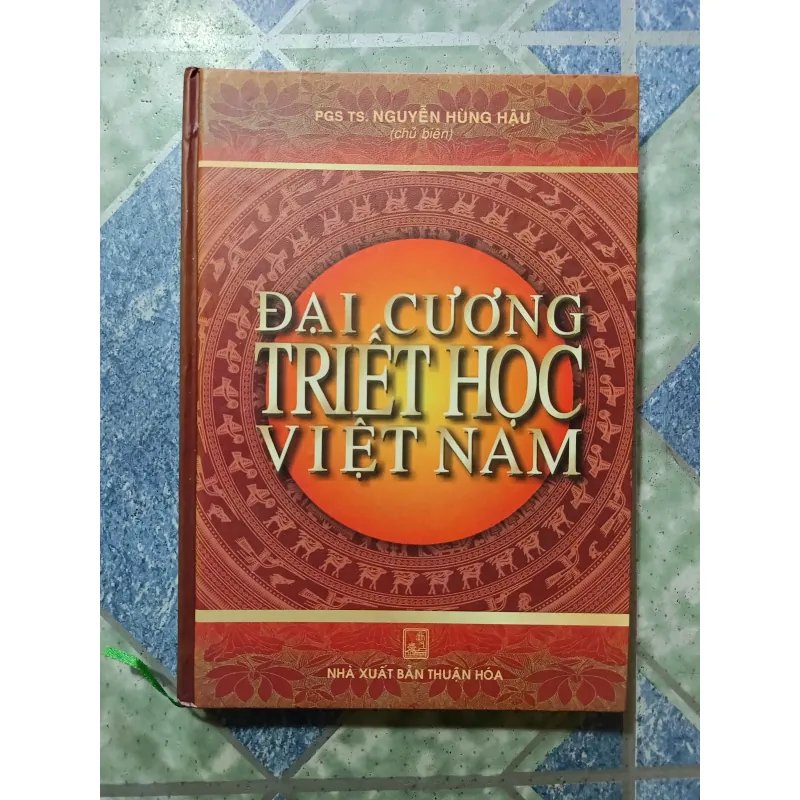 PGS TS. NGUYỄN HÙNG HẬU
(chủ biên)
ĐẠI CƯƠNG
TRIẾT HỌC
VIỆT NAM
NHÀ XUẤT BẢN THUẬN HÓA